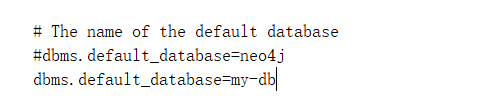 # The name of the default database
#dbms.default_database=neo4j
dbms.default_database=my-db